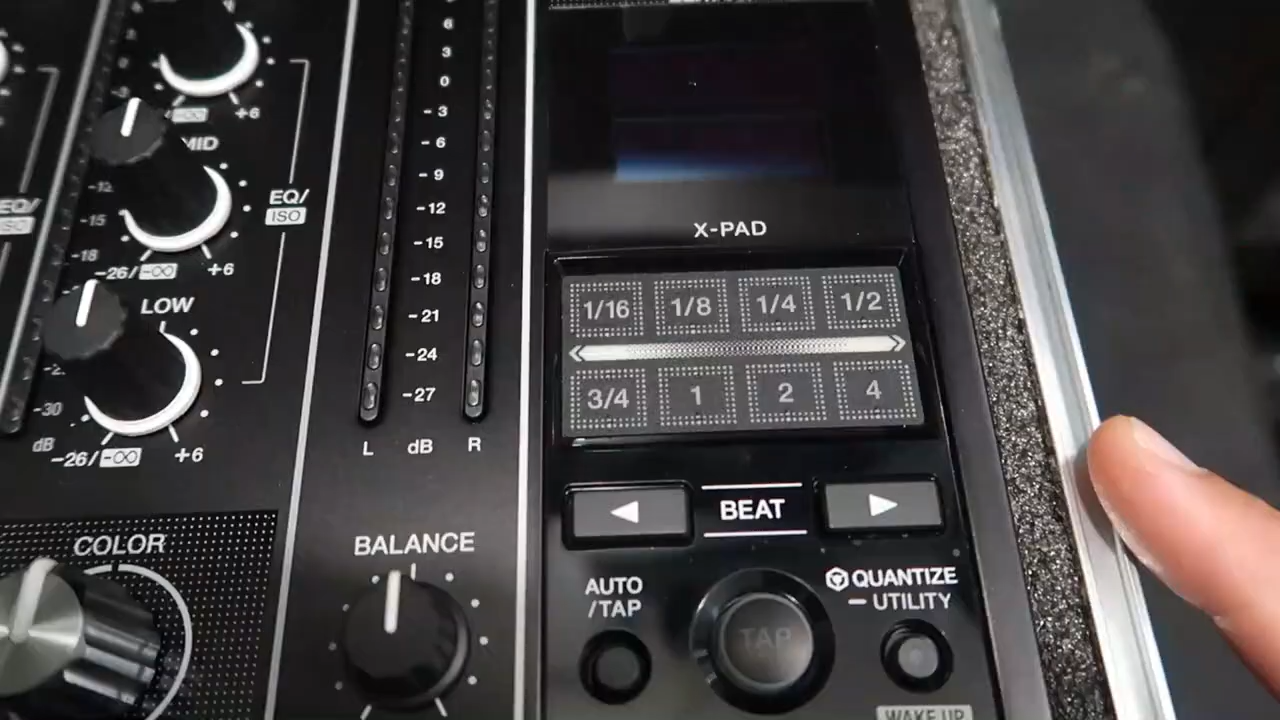 +6
MID
-12
-15
-18
-26/-∞
+6
LOW
-30
dB
-26/-∞
+6
EQ/
ISO
EQ/
ISO
6
3
0
-3
-6
-9
-12
-15
-18
-21
-24
-27
L dB R
X-PAD
1/16 1/8 1/4 1/2
3/4 1 2 4
BEAT
COLOR
BALANCE
AUTO
/TAP
TAP
QUANTIZE
- UTILITY
WAKE UP